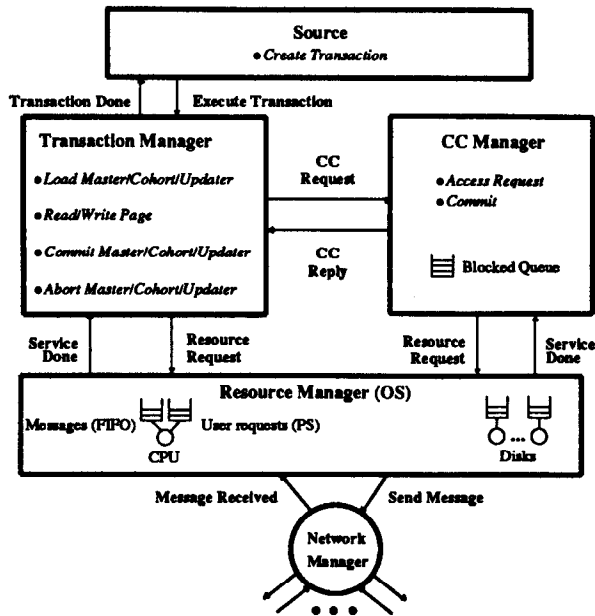 Source
• Create Transaction
Transaction Done
Execute Transaction
Transaction Manager
• Load Master/Cohort/Updater
• Read/Write Page
• Commit Master/Cohort/Updater
• Abort Master/Cohort/Updater
CC
Request
CC
Reply
CC Manager
• Access Request
• Commit
Blocked Queue
Service
Done
Resource
Request
Resource
Request
Service
Done
Resource Manager (OS)
Messages (FIFO)
User requests (PS)
CPU
...
Disks
Message Received
Send Message
Network
Manager
• • •